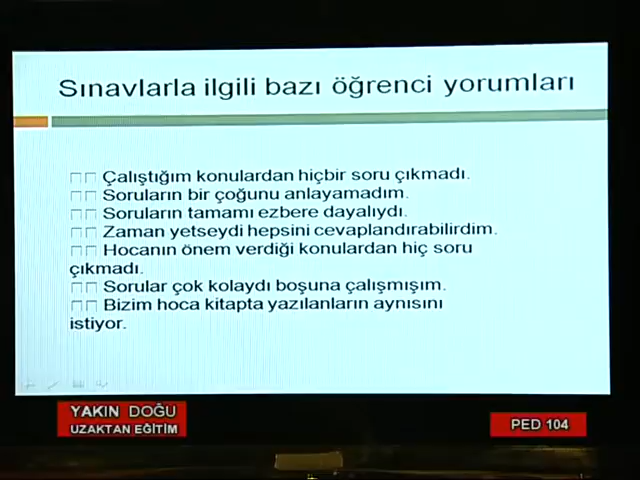 Sınavlarla ilgili bazı öğrenci yorumları
Çalıştığım konulardan hiçbir soru çıkmadı.
Soruların bir çoğunu anlayamadım.
Soruların tamamı ezbere dayalıydı.
Zaman yetseydi hepsini cevaplandırabilirdim.
Hocanın önem verdiği konulardan hiç soru
çıkmadı.
Sorular çok kolaydı boşuna çalışmışım.
Bizim hoca kitapta yazılanların aynısını
istiyor.
YAKIN DOĞU
UZAKTAN EĞİTİM
PED 104